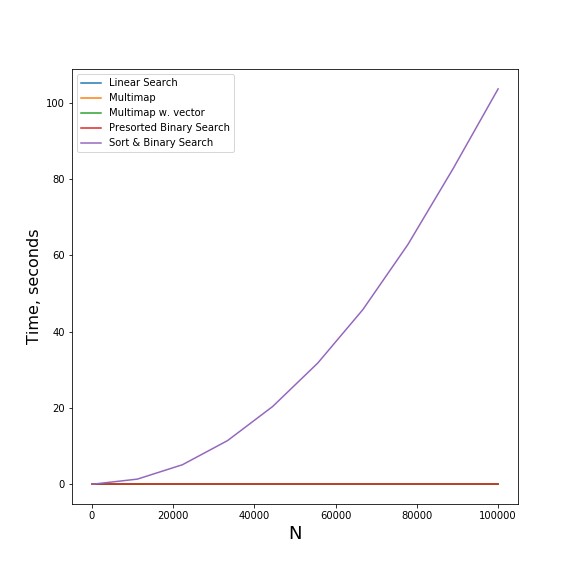 Linear Search
Multimap
Multimap w. vector
Presorted Binary Search
Sort & Binary Search
Time, seconds
100
80
60
40
20
0
0 20000 40000 60000 80000 100000
N